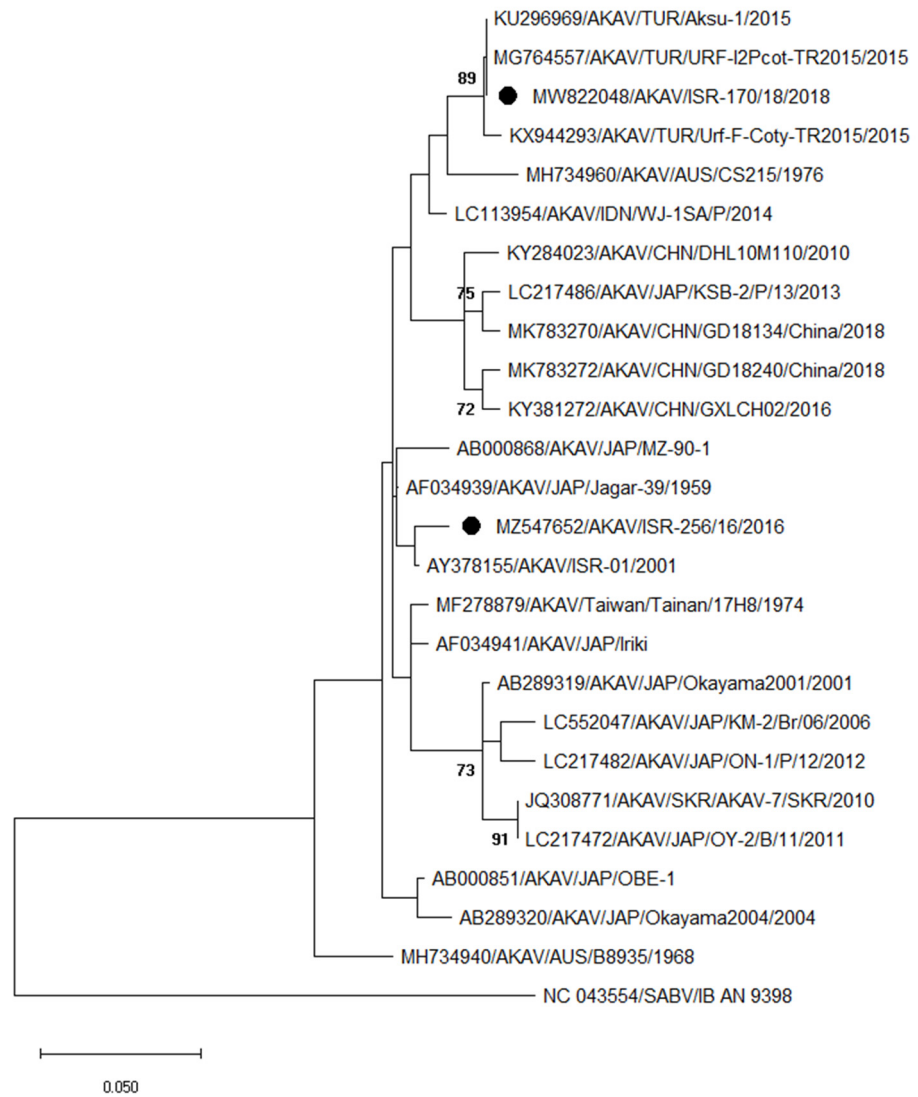 KU296969/AKAV/TUR/Aksu-1/2015
MG764557/AKAV/TUR/URF-I2Pcot-TR2015/2015
89
MW822048/AKAV/ISR-170/18/2018
KX944293/AKAV/TUR/Urf-F-Coty-TR2015/2015
MH734960/AKAV/AUS/CS215/1976
LC113954/AKAV/IDN/WJ-1SA/P/2014
KY284023/AKAV/CHN/DHL10M110/2010
75
LC217486/AKAV/JAP/KSB-2/P/13/2013
MK783270/AKAV/CHN/GD18134/China/2018
MK783272/AKAV/CHN/GD18240/China/2018
72
KY381272/AKAV/CHN/GXLCH02/2016
AB000868/AKAV/JAP/MZ-90-1
AF034939/AKAV/JAP/Jagar-39/1959
MZ547652/AKAV/ISR-256/16/2016
AY378155/AKAV/ISR-01/2001
MF278879/AKAV/Taiwan/Tainan/17H8/1974
AF034941/AKAV/JAP/Iriki
AB289319/AKAV/JAP/Okayama2001/2001
LC552047/AKAV/JAP/KM-2/Br/06/2006
LC217482/AKAV/JAP/ON-1/P/12/2012
73
JQ308771/AKAV/SKR/AKAV-7/SKR/2010
91
LC217472/AKAV/JAP/OY-2/B/11/2011
AB000851/AKAV/JAP/OBE-1
AB289320/AKAV/JAP/Okayama2004/2004
MH734940/AKAV/AUS/B8935/1968
NC 043554/SABV/IB AN 9398
0.050